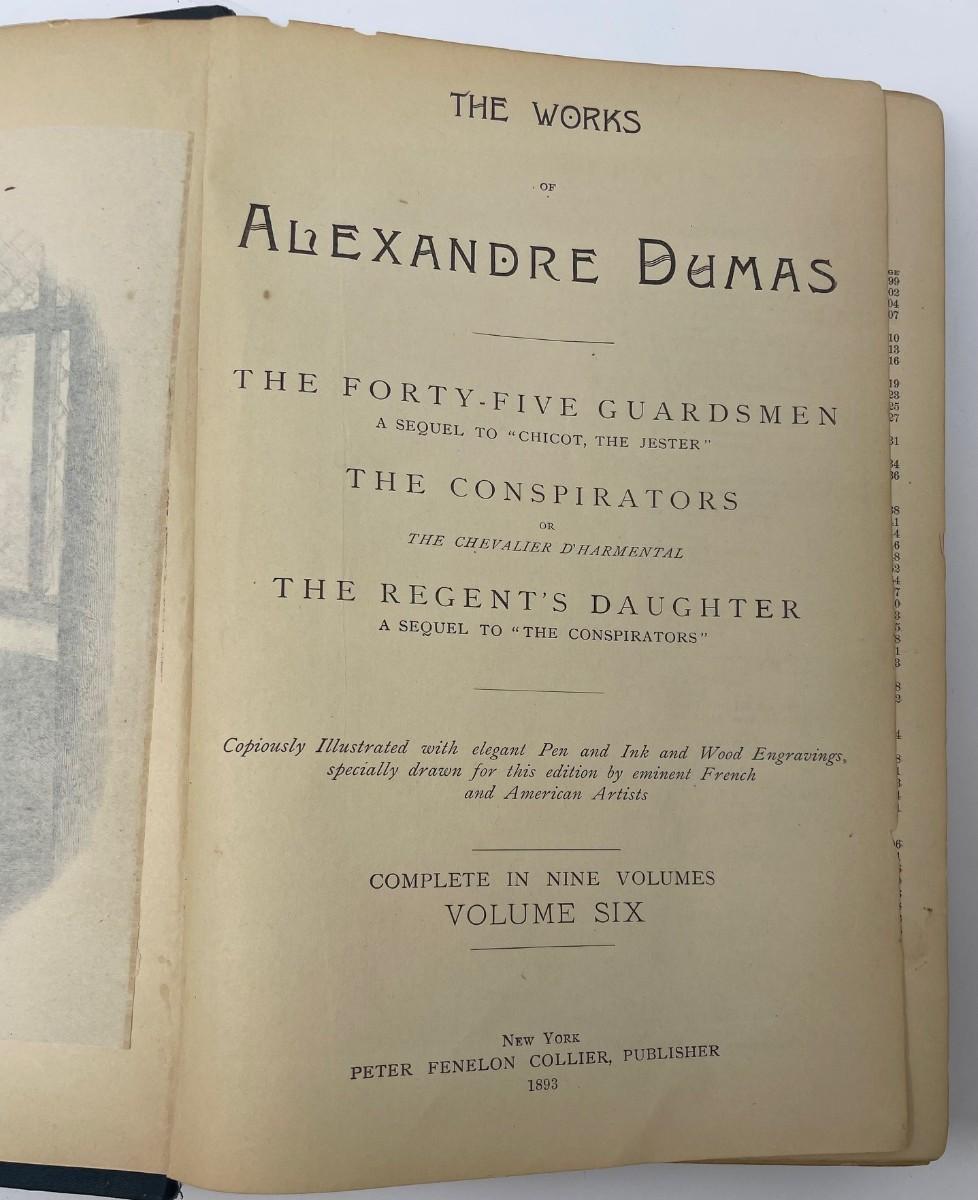 THE WORKS
OF
ALEXANDRE DUMAS
THE FORTY-FIVE GUARDSMEN
A SEQUEL TO "CHICOT, THE JESTER"
THE CONSPIRATORS
OR
THE CHEVALIER D'HARMENTAL
THE REGENT'S DAUGHTER
A SEQUEL TO "THE CONSPIRATORS"
Copiously Illustrated with elegant Pen and Ink and Wood Engravings,
specially drawn for this edition by eminent French
and American Artists
COMPLETE IN NINE VOLUMES
VOLUME SIX
NEW YORK
PETER FENELON COLLIER, PUBLISHER
1893